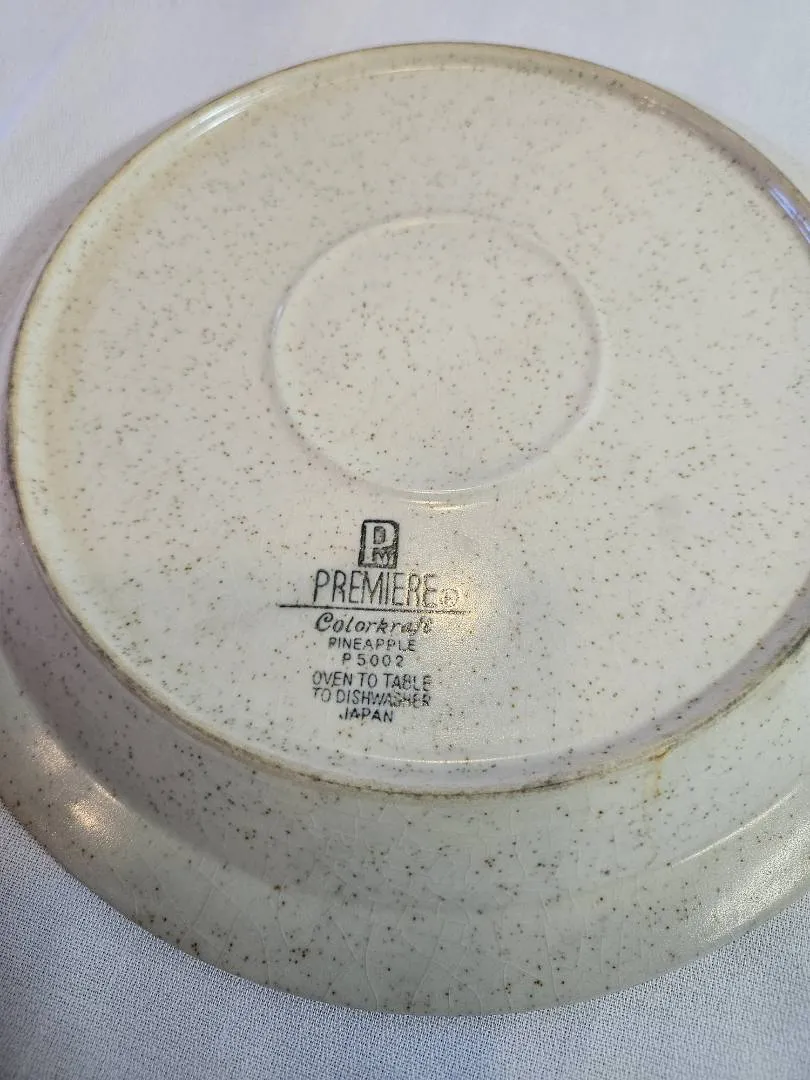 PM
PREMIERE ®
Colorkraft
PINEAPPLE
P5002
OVEN TO TABLE
TO DISHWASHER
JAPAN